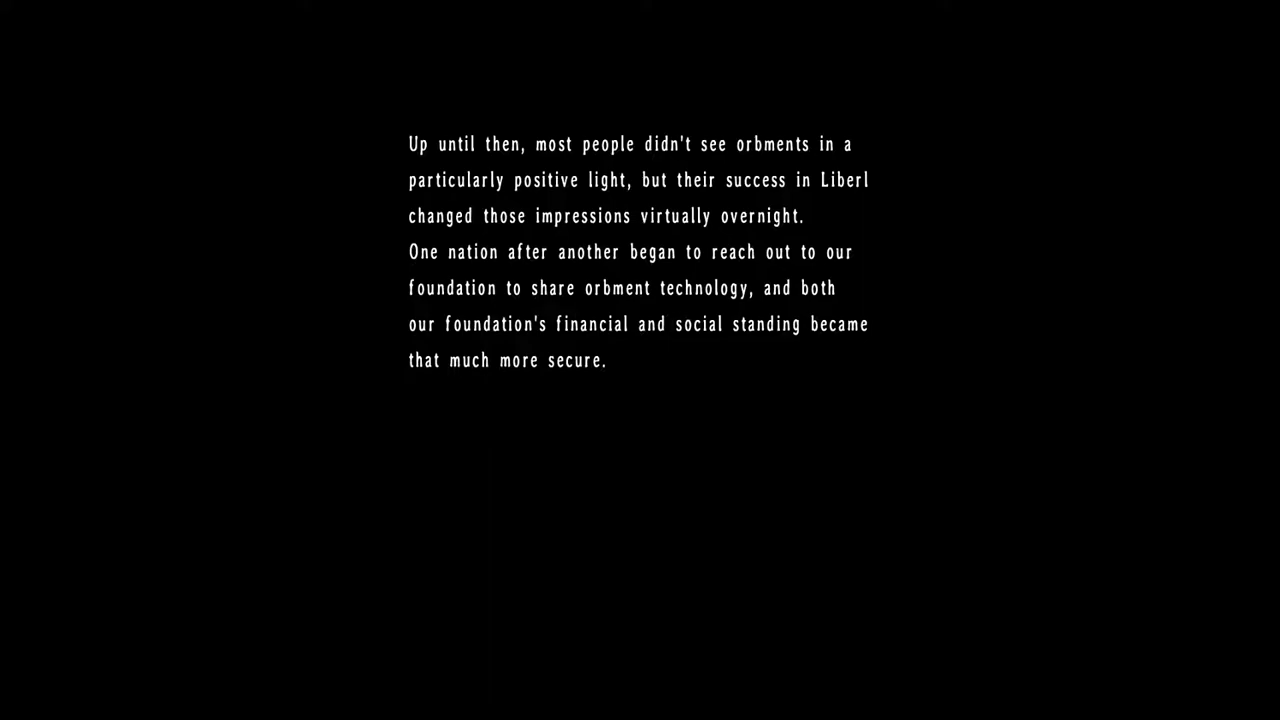 Up until then, most people didn't see orbments in a
particularly positive light, but their success in Liberl
changed those impressions virtually overnight.
One nation after another began to reach out to our
foundation to share orbment technology, and both
our foundation's financial and social standing became
that much more secure.